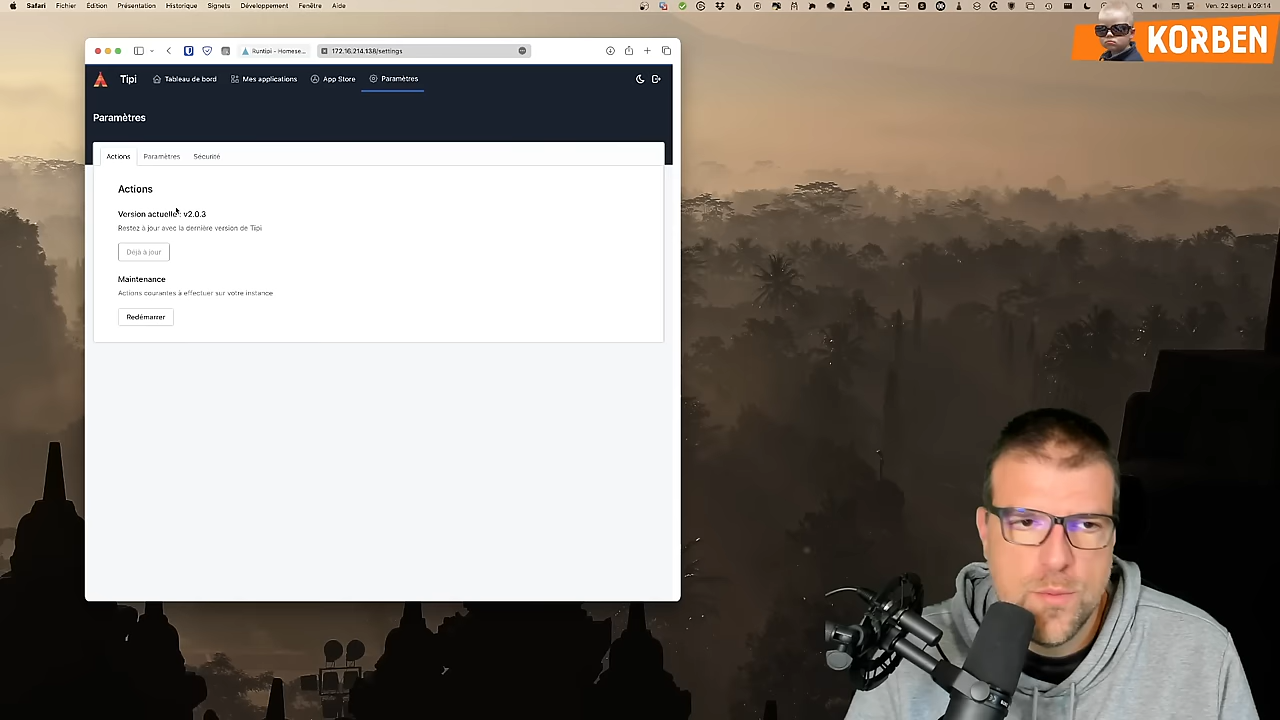 Safari Fichier Édition Présentation Historique Signets Développement Fenêtre Aide
Ven. 22 sept. à 09:14
KORBEN
Runtipi - Homese...
172.16.214.138/settings
Tipi Tableau de bord Mes applications App Store Paramètres
Paramètres
Actions Paramètres Sécurité
Actions
Version actuelle : v2.0.3
Restez à jour avec la dernière version de Tipi
Déjà à jour
Maintenance
Actions courantes à effectuer sur votre instance
Redémarrer